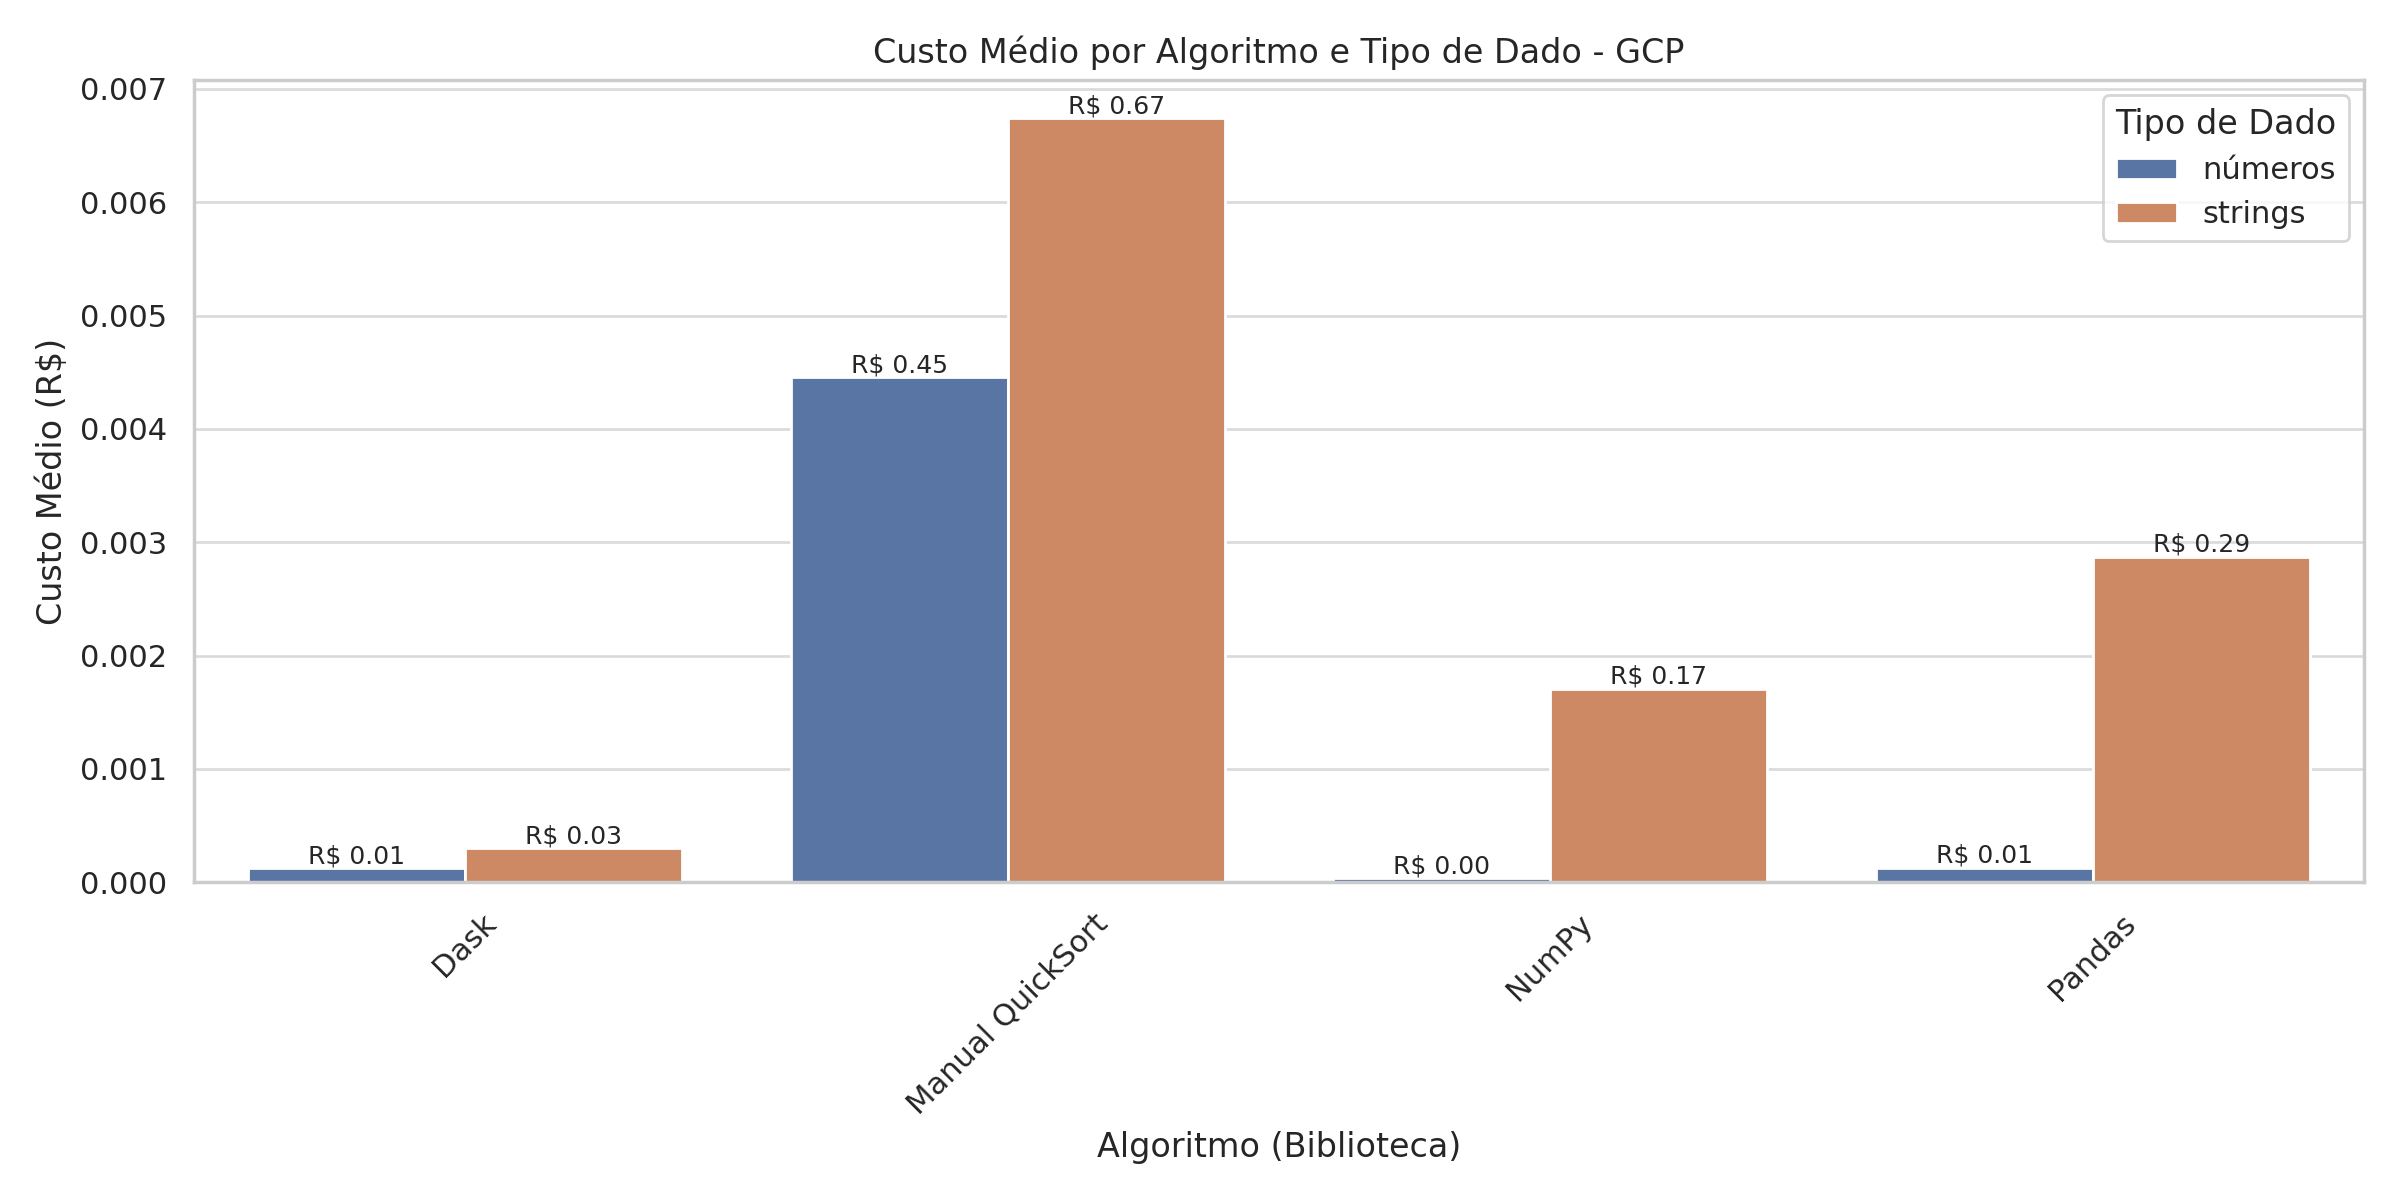 Custo Médio por Algoritmo e Tipo de Dado - GCP
Custo Médio (R$)
0.007
0.006
0.005
0.004
0.003
0.002
0.001
0.000
R$ 0.01
R$ 0.03
R$ 0.45
R$ 0.67
R$ 0.00
R$ 0.17
R$ 0.01
R$ 0.29
Tipo de Dado
números
strings
Dask
Manual QuickSort
NumPy
Pandas
Algoritmo (Biblioteca)